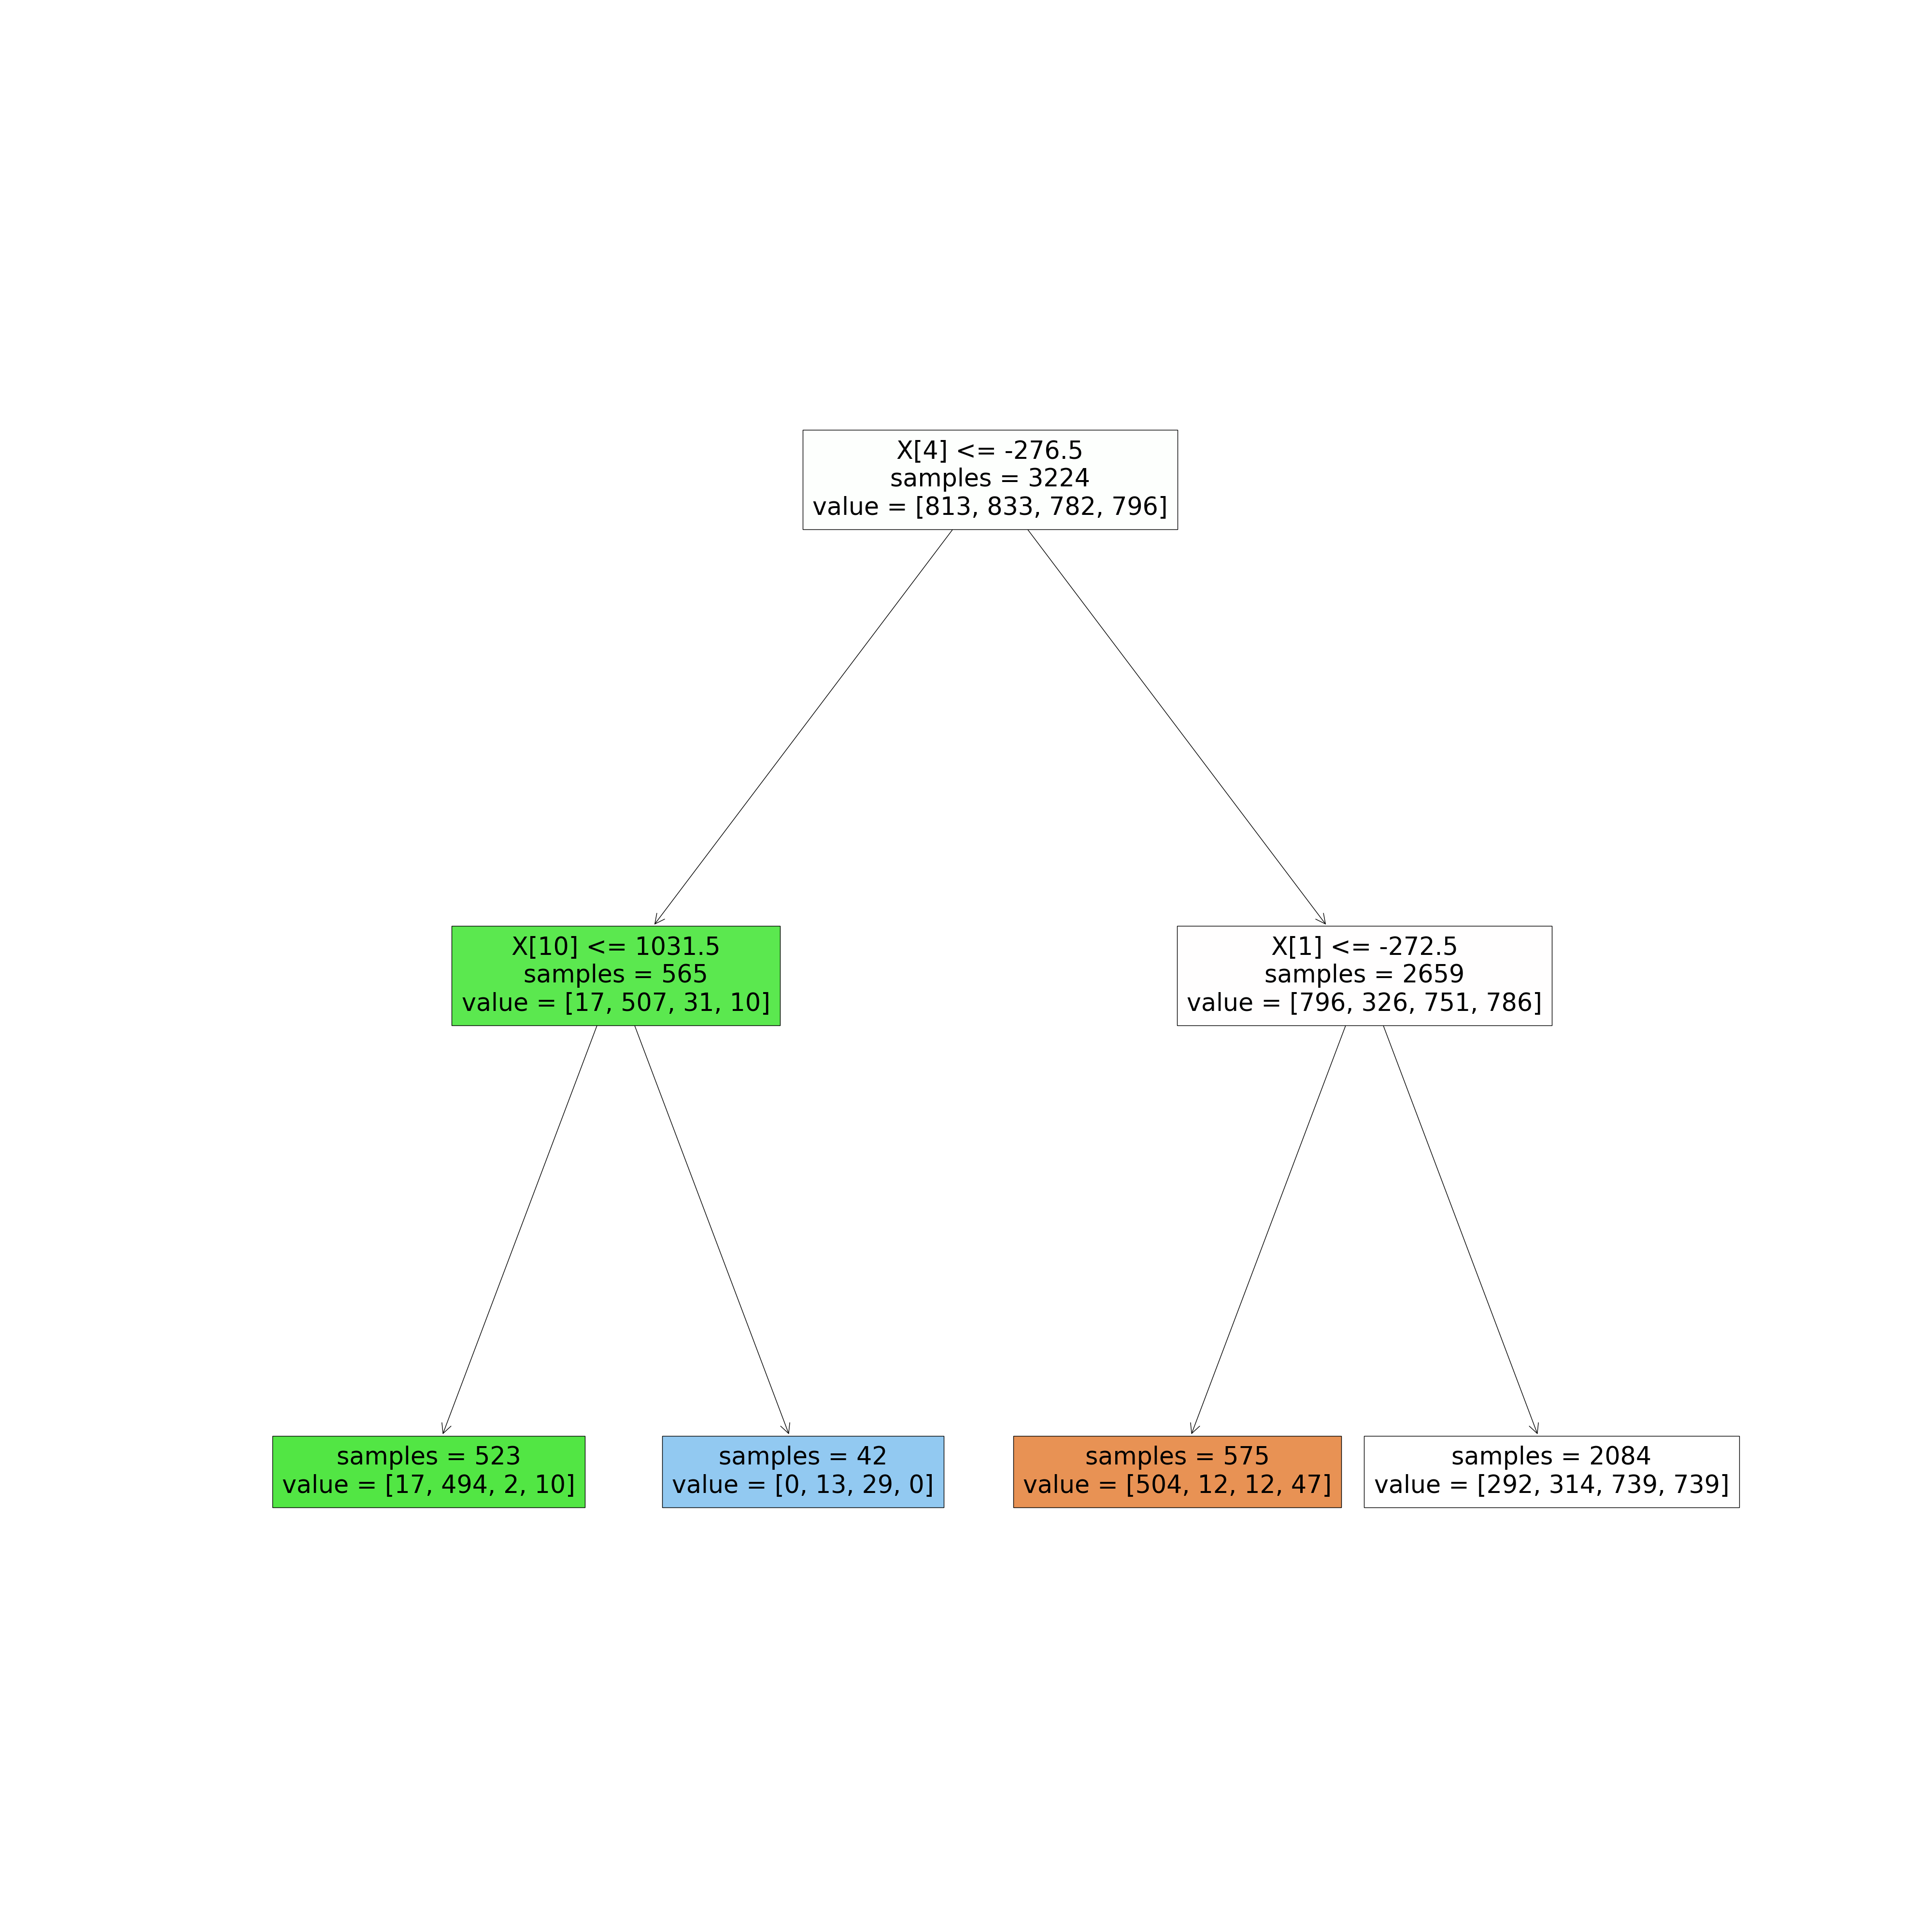 X[4] <= -276.5
samples = 3224
value = [813, 833, 782, 796]
X[10] <= 1031.5
samples = 565
value = [17, 507, 31, 10]
X[1] <= -272.5
samples = 2659
value = [796, 326, 751, 786]
samples = 523
value = [17, 494, 2, 10]
samples = 42
value = [0, 13, 29, 0]
samples = 575
value = [504, 12, 12, 47]
samples = 2084
value = [292, 314, 739, 739]